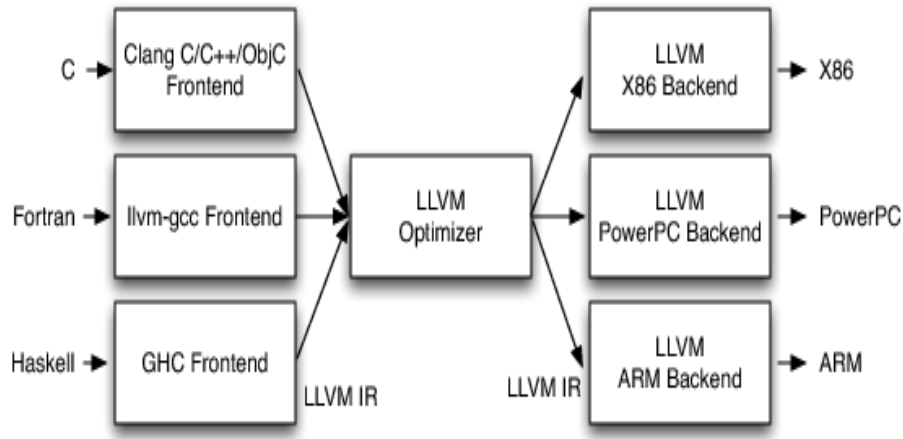 C
Clang C/C++/ObjC
Frontend
LLVM
X86 Backend
X86
Fortran
llvm-gcc Frontend
LLVM
Optimizer
LLVM
PowerPC Backend
PowerPC
Haskell
GHC Frontend
LLVM IR
LLVM IR
LLVM
ARM Backend
ARM